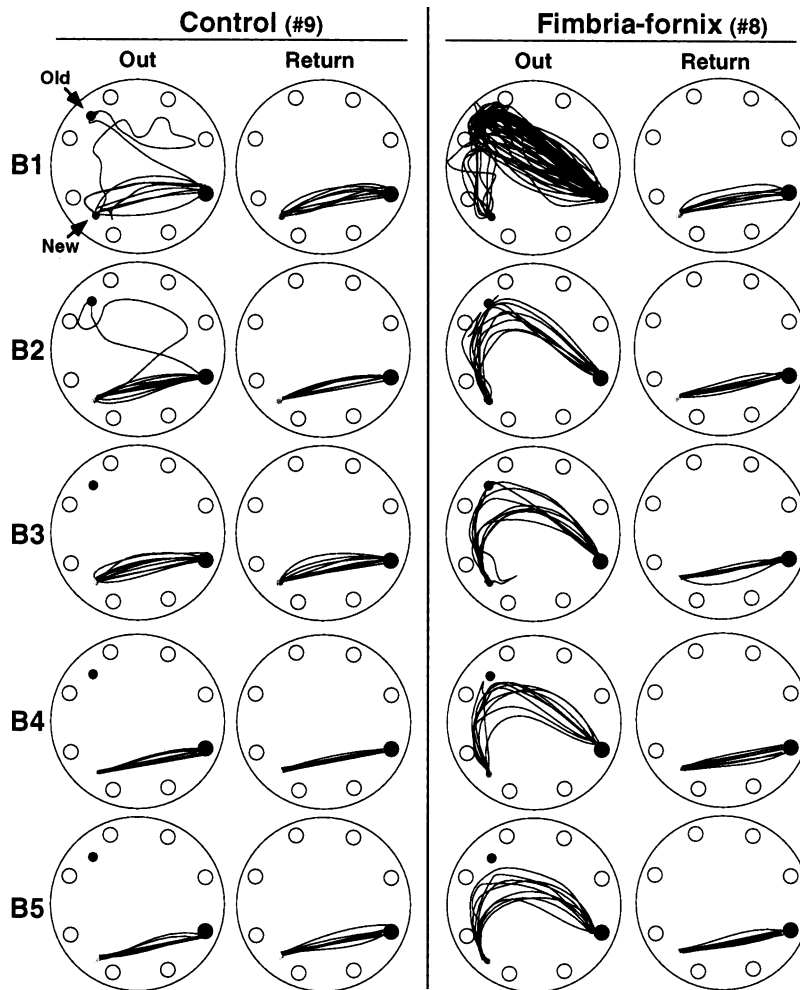 Control (#9)
Fimbria-fornix (#8)
Out
Return
Out
Return
Old
B1
New
B2
B3
B4
B5